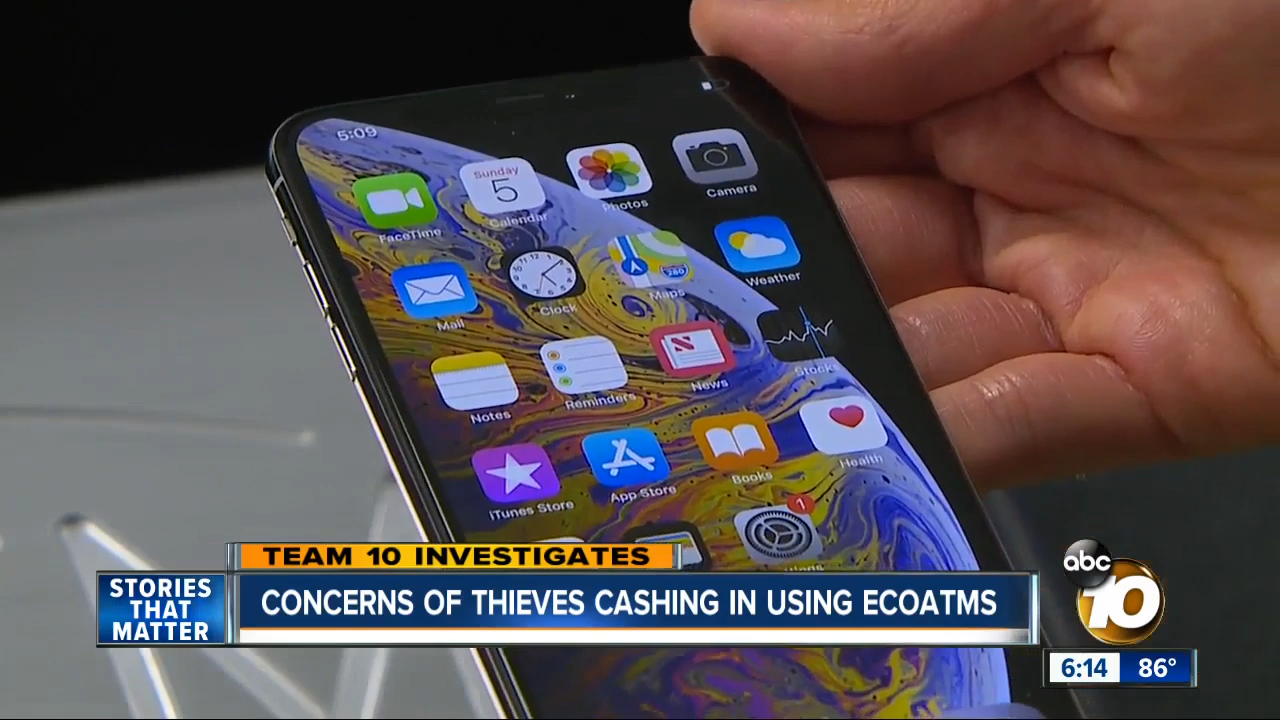 5:09
FaceTime
Sunday
5
Calendar
Photos
Camera
Mail
Clock
Maps
280
Weather
Notes
Reminders
News
Stocks
iTunes Store
App Store
Books
Health
1
TEAM 10 INVESTIGATES
STORIES
THAT
MATTER
CONCERNS OF THIEVES CASHING IN USING ECOATMS
abc
10
6:14 86°